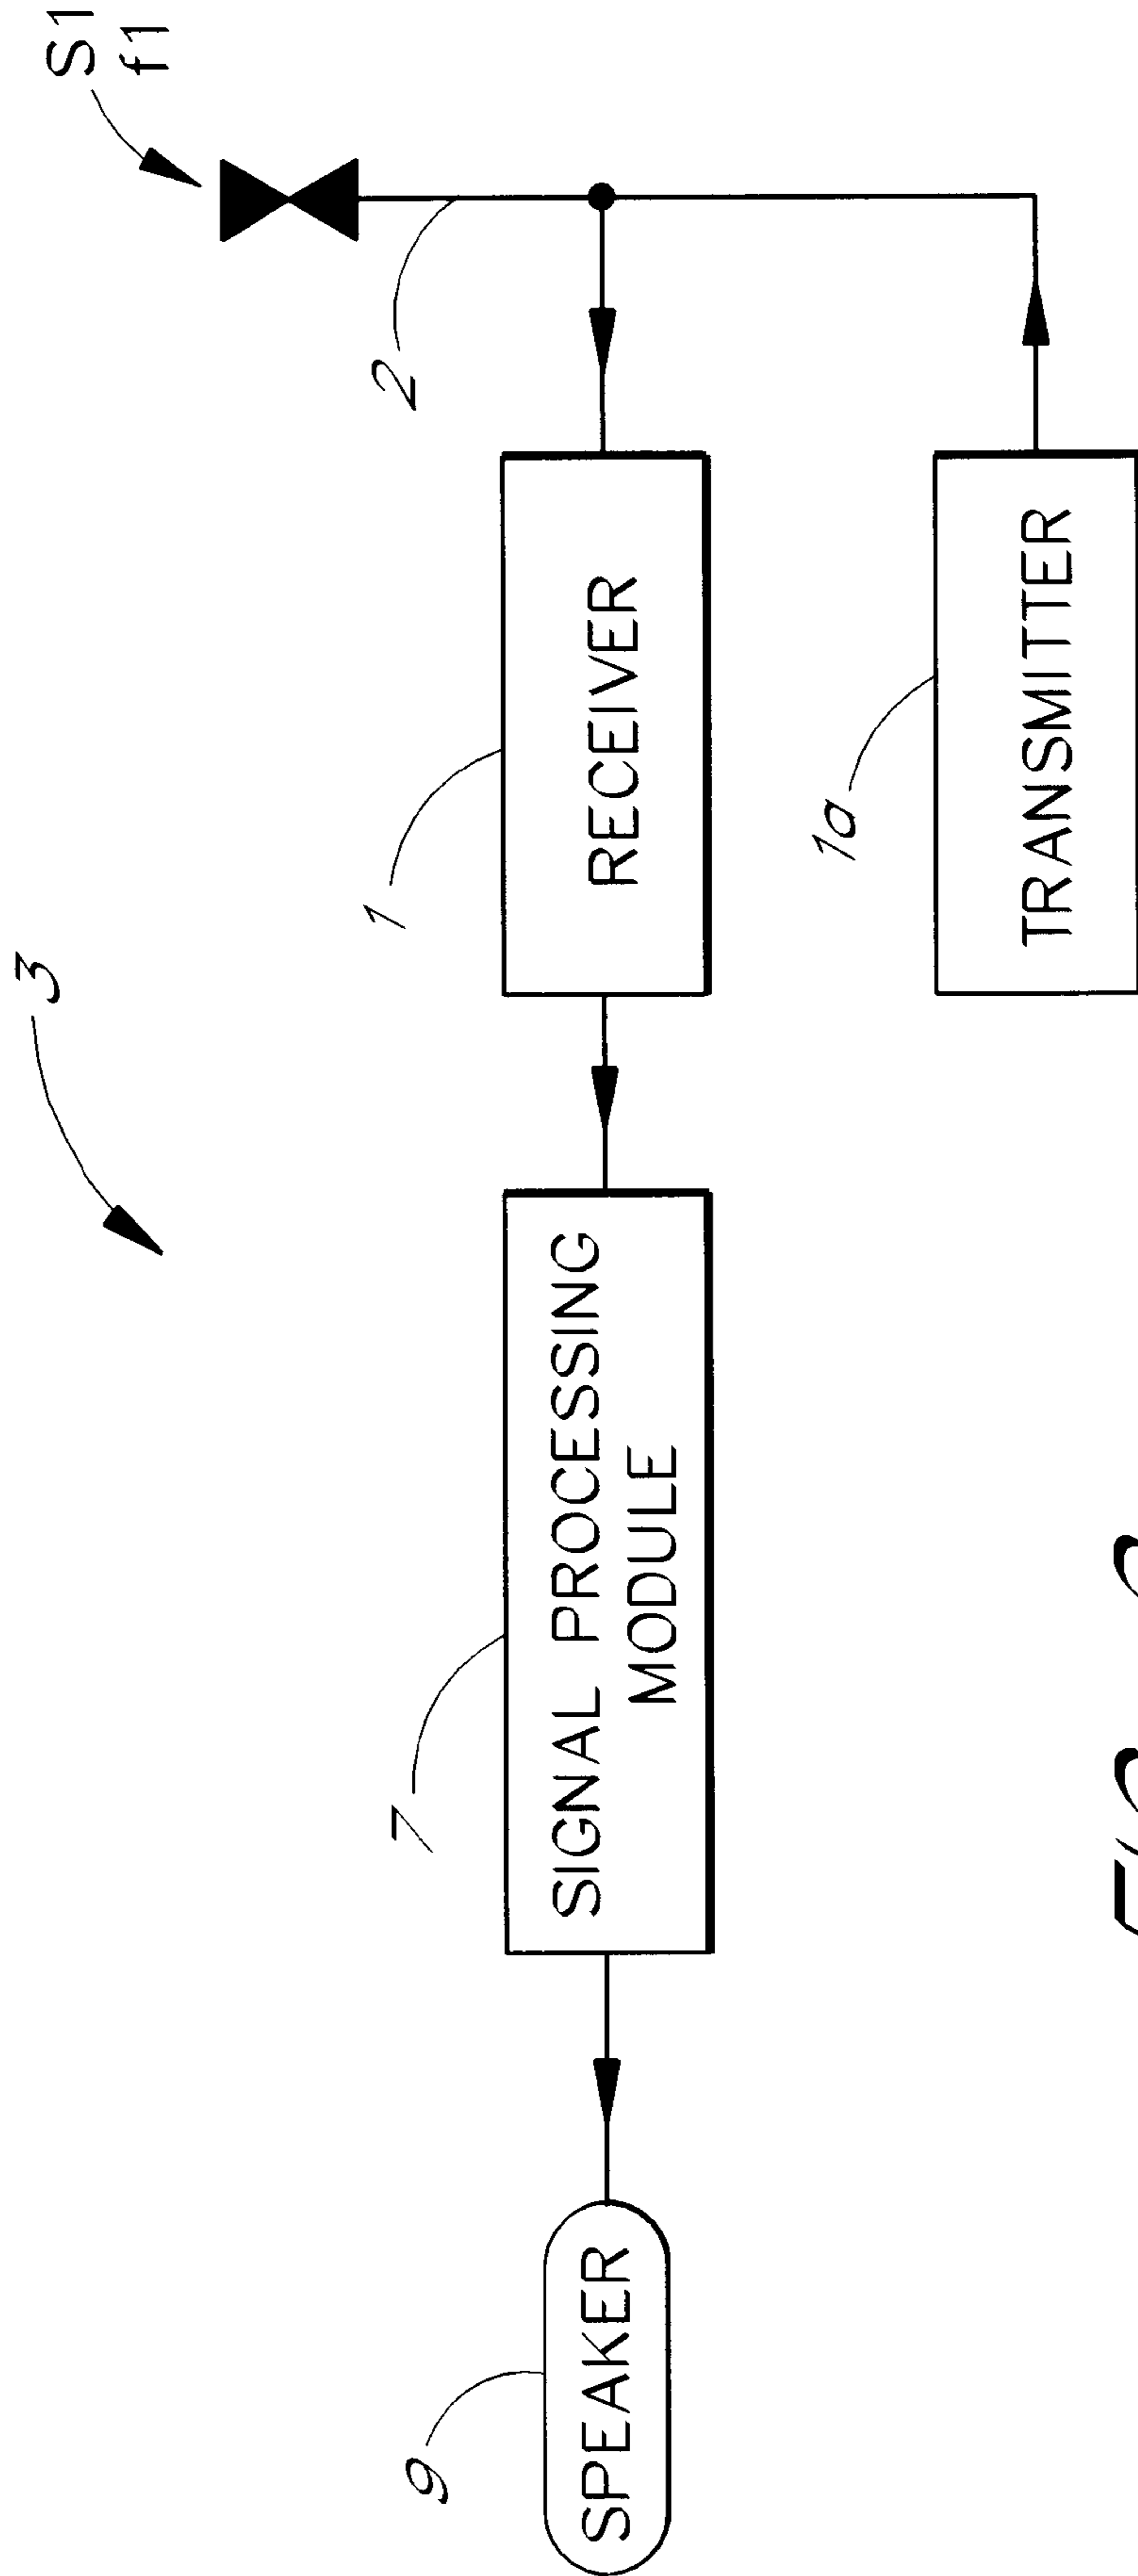 3
S1
f1
9
7
1
2
SPEAKER
SIGNAL PROCESSING
MODULE
RECEIVER
1a
TRANSMITTER